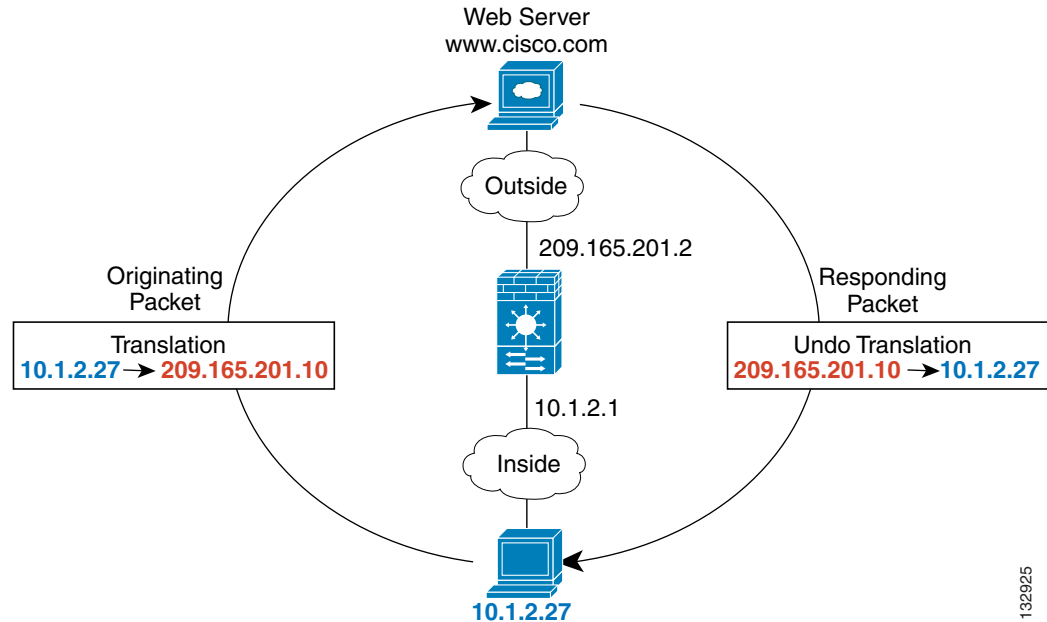 Web Server
www.cisco.com
Outside
209.165.201.2
Originating
Packet
Responding
Packet
Translation
10.1.2.27 209.165.201.10
Undo Translation
209.165.201.10 10.1.2.27
10.1.2.1
Inside
10.1.2.27
132925